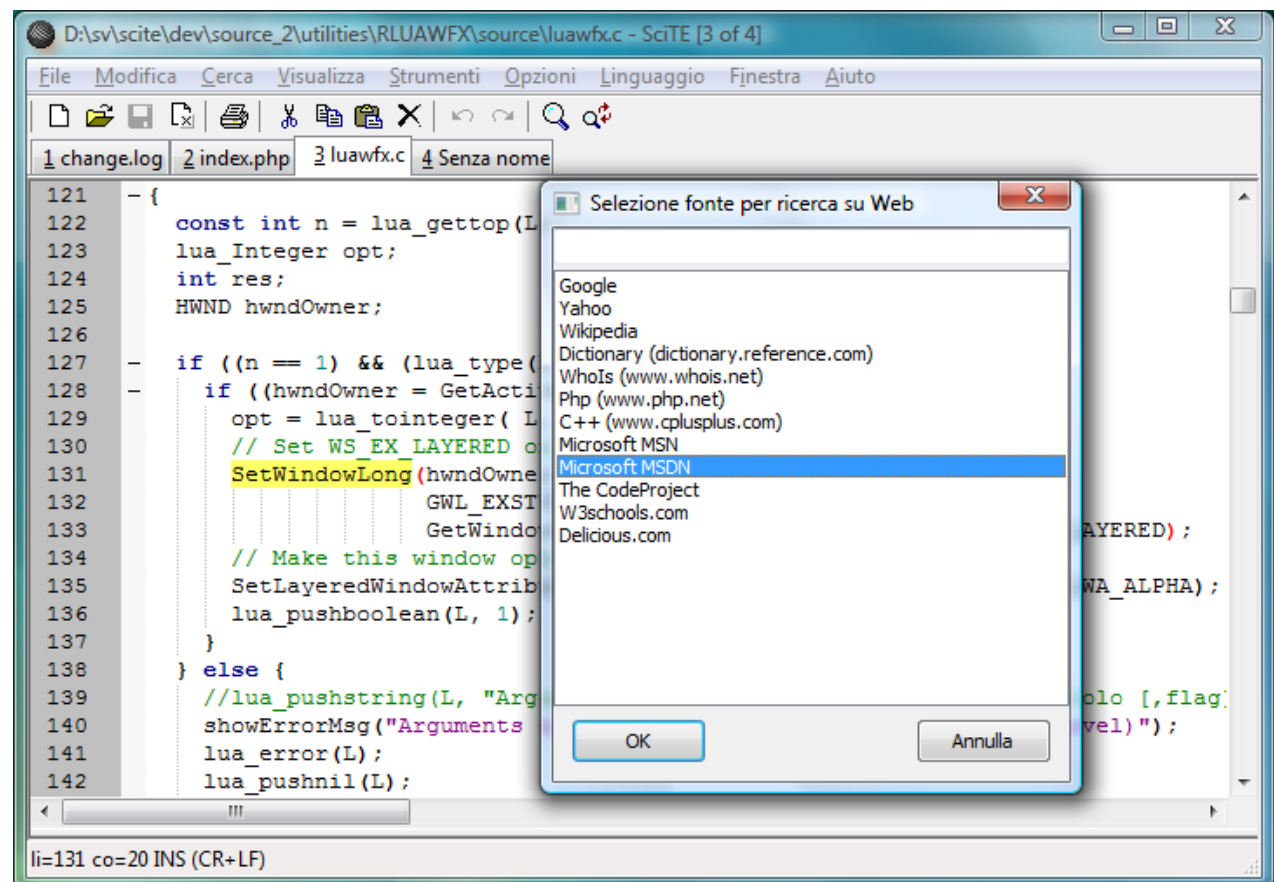 D:\sv\scite\dev\source_2\utilities\RLUAWFX\source\luawfx.c - SciTE [3 of 4]
File Modifica Cerca Visualizza Strumenti Opzioni Linguaggio Finestra Aiuto
1 change.log 2 index.php 3 luawfx.c 4 Senza nome
121 - {
122 const int n = lua_gettop(L
123 lua_Integer opt;
124 int res;
125 HWND hwndOwner;
126
127 - if ((n == 1) && (lua_type(
128 - if ((hwndOwner = GetActi
129 opt = lua_tointeger( L
130 // Set WS_EX_LAYERED o
131 SetWindowLong(hwndOwne
132 GWL_EXST
133 GetWindo AYERED);
134 // Make this window op
135 SetLayeredWindowAttrib WA_ALPHA);
136 lua_pushboolean(L, 1);
137 }
138 } else {
139 //lua_pushstring(L, "Arg olo [,flag]
140 showErrorMsg("Arguments vel)");
141 lua_error(L);
142 lua_pushnil(L);
Selezione fonte per ricerca su Web
Google
Yahoo
Wikipedia
Dictionary (dictionary.reference.com)
WhoIs (www.whois.net)
Php (www.php.net)
C++ (www.cplusplus.com)
Microsoft MSN
Microsoft MSDN
The CodeProject
W3schools.com
Delicious.com
OK Annulla
li=131 co=20 INS (CR+LF)